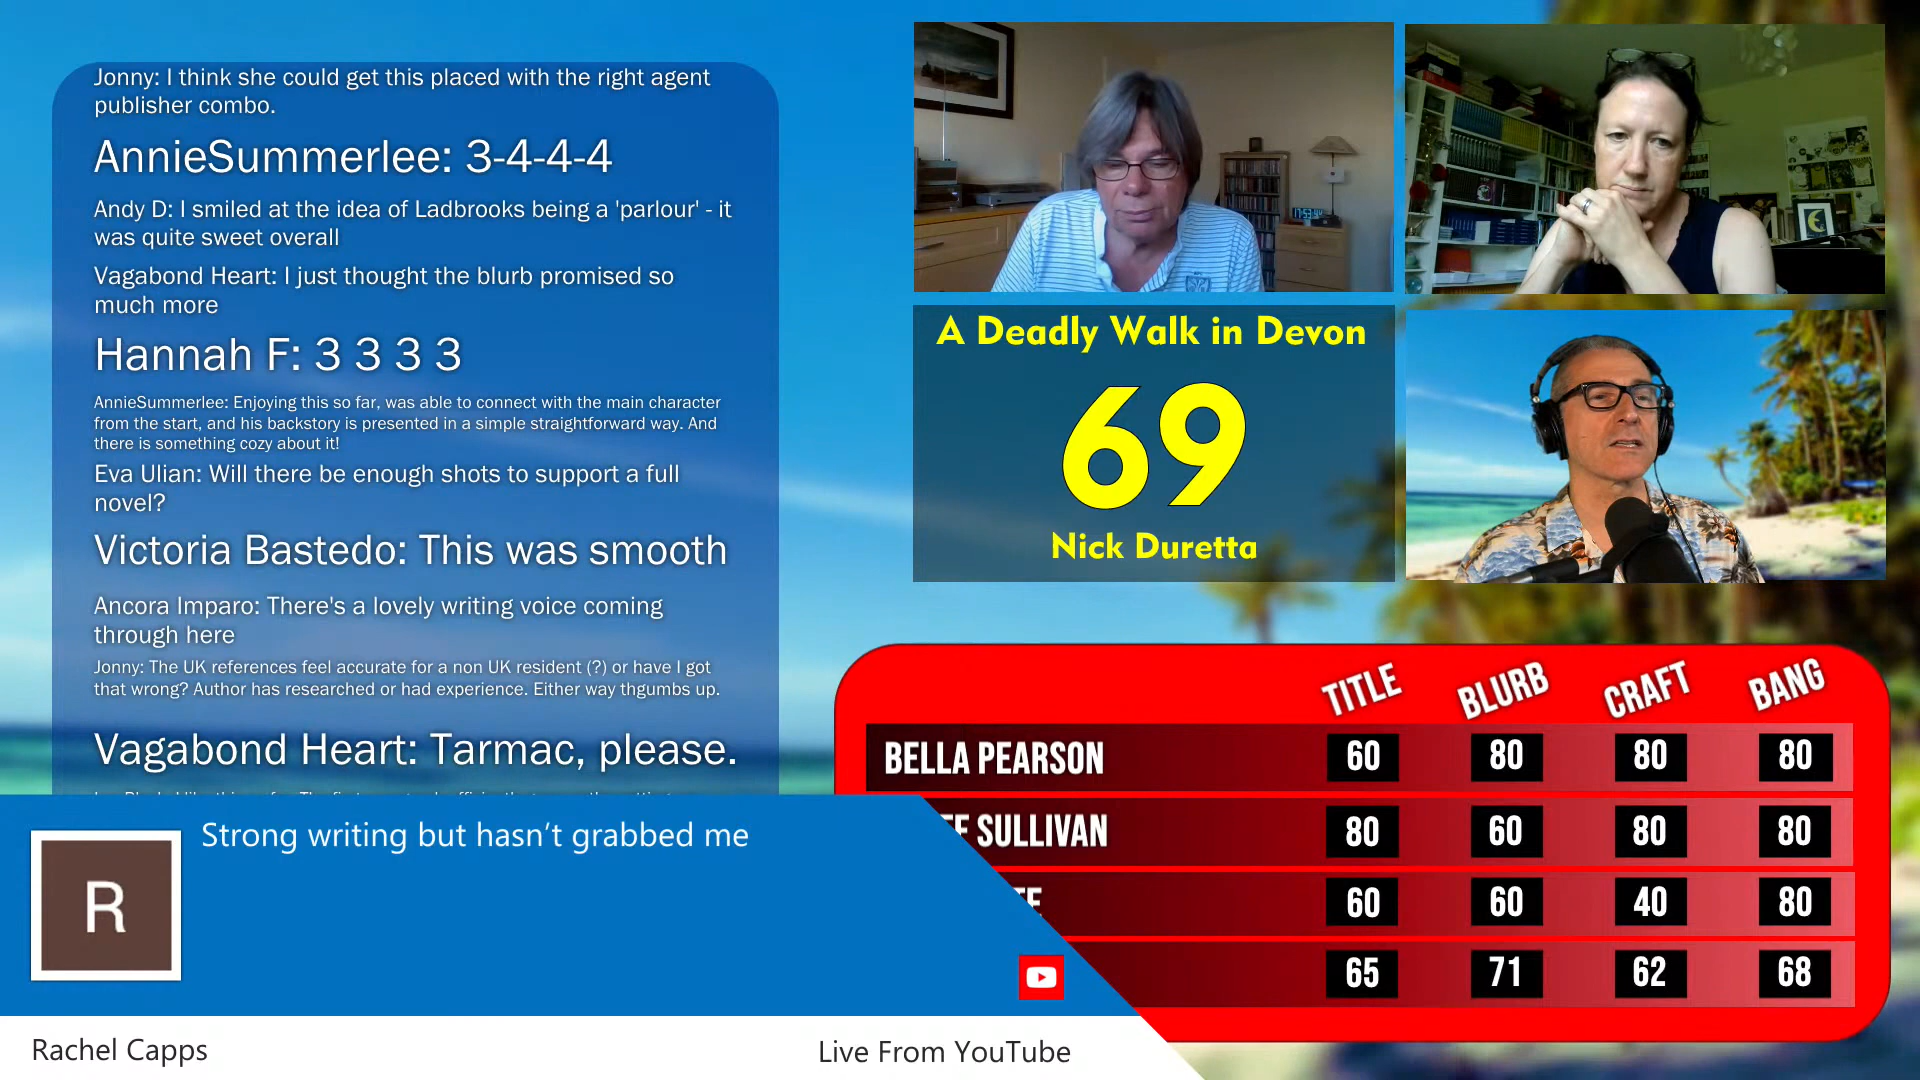 Jonny: I think she could get this placed with the right agent
publisher combo.
AnnieSummerlee: 3-4-4-4
Andy D: I smiled at the idea of Ladbrooks being a 'parlour' - it
was quite sweet overall
Vagabond Heart: I just thought the blurb promised so
much more
Hannah F: 3 3 3 3
AnnieSummerlee: Enjoying this so far, was able to connect with the main character
from the start, and his backstory is presented in a simple straightforward way. And
there is something cozy about it!
Eva Ulian: Will there be enough shots to support a full
novel?
Victoria Bastedo: This was smooth
Ancora Imparo: There's a lovely writing voice coming
through here
Jonny: The UK references feel accurate for a non UK resident (?) or have I got
that wrong? Author has researched or had experience. Either way thgumbs up.
Vagabond Heart: Tarmac, please.
A Deadly Walk in Devon
69
Nick Duretta
TITLE BLURB CRAFT BANG
BELLA PEARSON 60 80 80 80
SULLIVAN 80 60 80 80
60 60 40 80
65 71 62 68
R
Strong writing but hasn't grabbed me
Rachel Capps
Live From YouTube